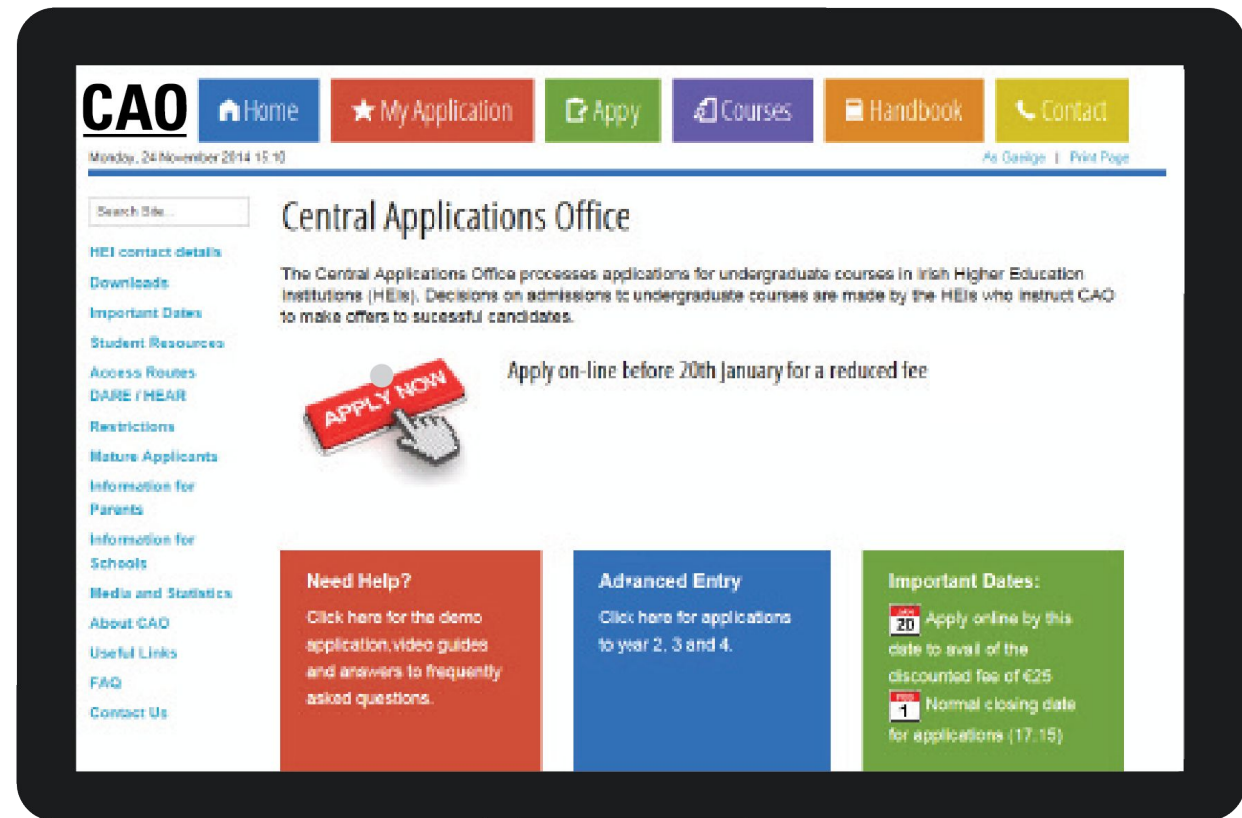 CAO
Home
My Application
Appy
Courses
Handbook
Contact
Monday, 24 November 2014 15:10
As Gaeilge | Print Page
Search Site...
HEI contact details
Downloads
Important Dates
Student Resources
Access Routes
DARE / HEAR
Restrictions
Mature Applicants
Information for
Parents
Information for
Schools
Media and Statistics
About CAO
Useful Links
FAQ
Contact Us
Central Applications Office
The Central Applications Office processes applications for undergraduate courses in Irish Higher Education
Institutions (HEIs). Decisions on admissions to undergraduate courses are made by the HEIs who instruct CAO
to make offers to sucessful candidates.
APPLY NOW
Apply on-line before 20th January for a reduced fee
Need Help?
Click here for the demo
application, video guides
and answers to frequently
asked questions.
Advanced Entry
Click here for applications
to year 2, 3 and 4.
Important Dates:
JAN
20 Apply online by this
date to avail of the
discounted fee of €25
FEB
1 Normal closing date
for applications (17:15)